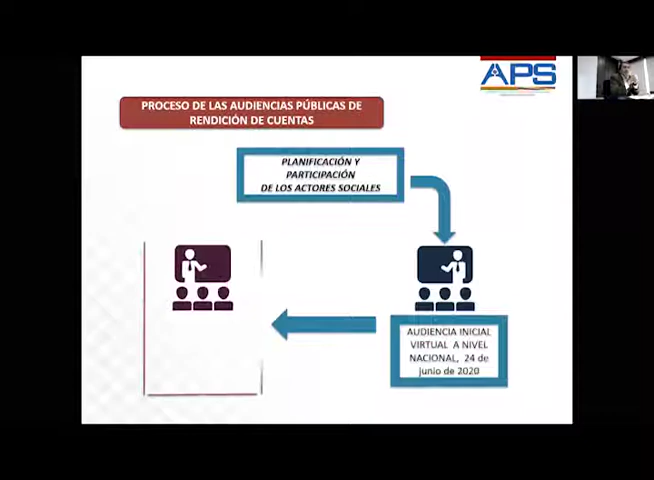 APS
PROCESO DE LAS AUDIENCIAS PÚBLICAS DE
RENDICIÓN DE CUENTAS
PLANIFICACIÓN Y
PARTICIPACIÓN
DE LOS ACTORES SOCIALES
AUDIENCIA INICIAL
VIRTUAL A NIVEL
NACIONAL, 24 de
junio de 2020